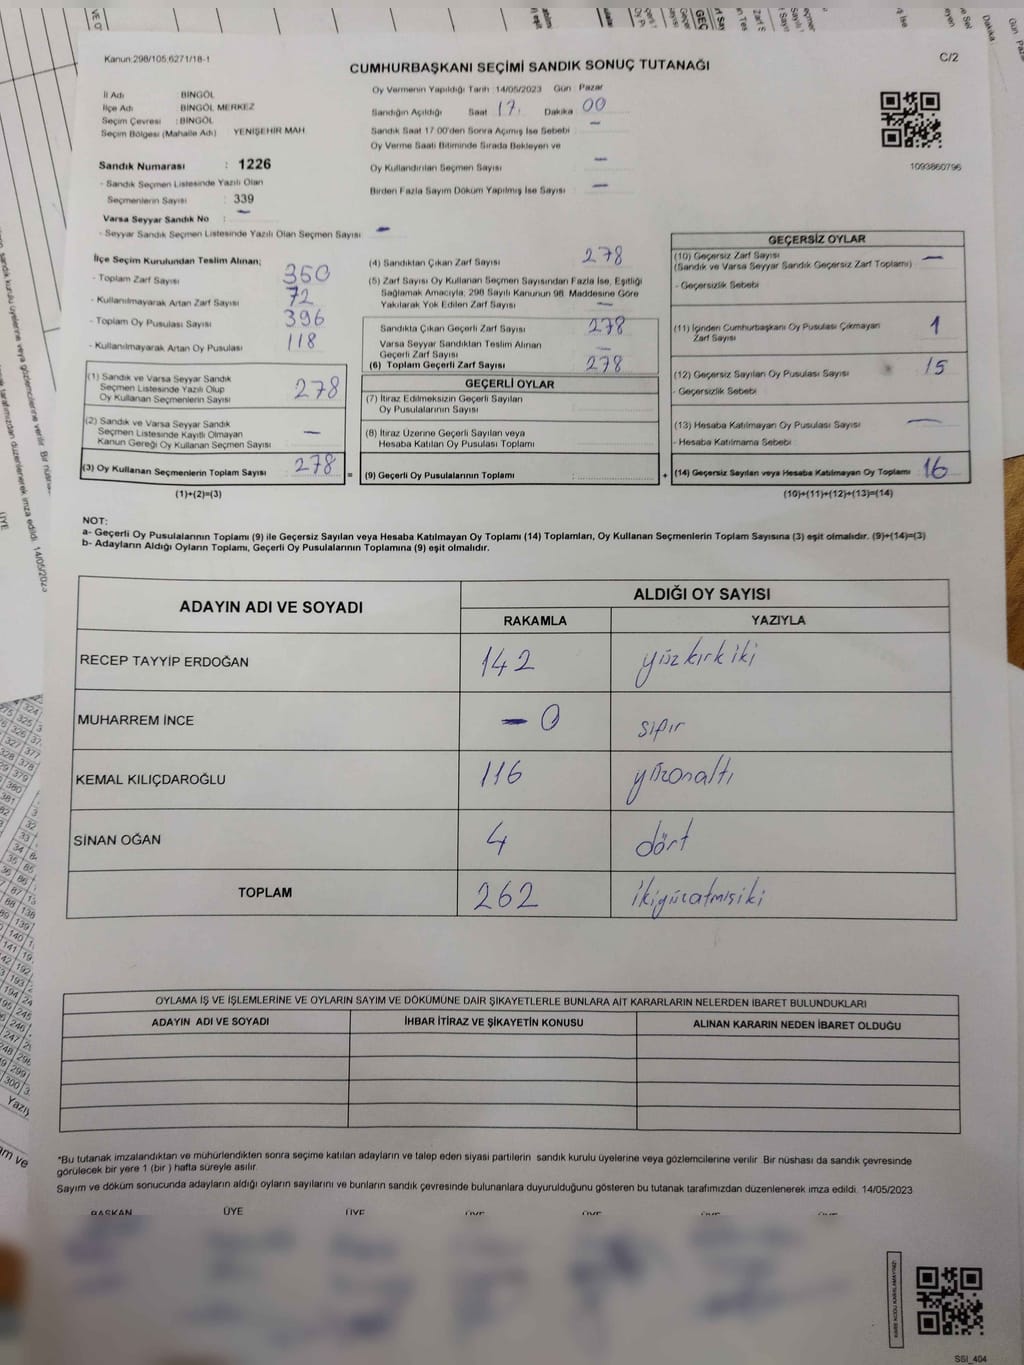 Kanun:298/105.6271/18-1
C/2
CUMHURBAŞKANI SEÇİMİ SANDIK SONUÇ TUTANAĞI
İl Adı : BİNGÖL
İlçe Adı : BİNGÖL MERKEZ
Seçim Çevresi : BİNGÖL
Seçim Bölgesi (Mahalle Adı) : YENİŞEHİR MAH.
Sandık Numarası : 1226
- Sandık Seçmen Listesinde Yazılı Olan
Seçmenlerin Sayısı : 339
Varsa Seyyar Sandık No : —
- Seyyar Sandık Seçmen Listesinde Yazılı Olan Seçmen Sayısı : —
Oy Vermenin Yapıldığı Tarih : 14/05/2023 Gün : Pazar
Sandığın Açıldığı Saat : 17: Dakika : 00
Sandık Saat 17.00'den Sonra Açımış İse Sebebi : —
Oy Verme Saati Bitiminde Sırada Bekleyen ve
Oy Kullandırılan Seçmen Sayısı : —
Birden Fazla Sayım Döküm Yapılmış İse Sayısı : —
1093860796
İlçe Seçim Kurulundan Teslim Alınan;
- Toplam Zarf Sayısı : 350
- Kullanılmayarak Artan Zarf Sayısı : 72
- Toplam Oy Pusulası Sayısı : 396
- Kullanılmayarak Artan Oy Pusulası : 118
(1) Sandık ve Varsa Seyyar Sandık
Seçmen Listesinde Yazılı Olup
Oy Kullanan Seçmenlerin Sayısı : 278
(2) Sandık ve Varsa Seyyar Sandık
Seçmen Listesinde Kayıtlı Olmayan
Kanun Gereği Oy Kullanan Seçmen Sayısı : —
(3) Oy Kullanan Seçmenlerin Toplam Sayısı : 278 =
(1)+(2)=(3)
(4) Sandıktan Çıkan Zarf Sayısı : 278
(5) Zarf Sayısı Oy Kullanan Seçmen Sayısından Fazla İse, Eşitliği
Sağlamak Amacıyla; 298 Sayılı Kanunun 98. Maddesine Göre
Yakılarak Yok Edilen Zarf Sayısı : —
Sandıkta Çıkan Geçerli Zarf Sayısı : 278
Varsa Seyyar Sandıktan Teslim Alınan
Geçerli Zarf Sayısı : —
(6) Toplam Geçerli Zarf Sayısı : 278
GEÇERLİ OYLAR
(7) İtiraz Edilmeksizin Geçerli Sayılan
Oy Pusulalarının Sayısı :
(8) İtiraz Üzerine Geçerli Sayılan veya
Hesaba Katılan Oy Pusulası Toplamı :
(9) Geçerli Oy Pusulalarının Toplamı : +
GEÇERSİZ OYLAR
(10) Geçersiz Zarf Sayısı : —
(Sandık ve Varsa Seyyar Sandık Geçersiz Zarf Toplamı)
- Geçersizlik Sebebi :
(11) İçinden Cumhurbaşkanı Oy Pusulası Çıkmayan
Zarf Sayısı : 1
(12) Geçersiz Sayılan Oy Pusulası Sayısı : 15
- Geçersizlik Sebebi :
(13) Hesaba Katılmayan Oy Pusulası Sayısı : —
- Hesaba Katılmama Sebebi :
(14) Geçersiz Sayılan veya Hesaba Katılmayan Oy Toplamı : 16
(10)+(11)+(12)+(13)=(14)
NOT:
a- Geçerli Oy Pusulalarının Toplamı (9) ile Geçersiz Sayılan veya Hesaba Katılmayan Oy Toplamı (14) Toplamları, Oy Kullanan Seçmenlerin Toplam Sayısına (3) eşit olmalıdır. (9)+(14)=(3)
b- Adayların Aldığı Oyların Toplamı, Geçerli Oy Pusulalarının Toplamına (9) eşit olmalıdır.
ADAYIN ADI VE SOYADI
ALDIĞI OY SAYISI
RAKAMLA YAZIYLA
RECEP TAYYİP ERDOĞAN 142 yüzkırkiki
MUHARREM İNCE — 0 sıfır
KEMAL KILIÇDAROĞLU 116 yüzonaltı
SİNAN OĞAN 4 dört
TOPLAM 262 ikiyüzatmışiki
OYLAMA İŞ VE İŞLEMLERİNE VE OYLARIN SAYIM VE DÖKÜMÜNE DAİR ŞİKAYETLERLE BUNLARA AİT KARARLARIN NELERDEN İBARET BULUNDUKLARI
ADAYIN ADI VE SOYADI İHBAR İTİRAZ VE ŞİKAYETİN KONUSU ALINAN KARARIN NEDEN İBARET OLDUĞU
*Bu tutanak imzalandıktan ve mühürlendikten sonra seçime katılan adayların ve talep eden siyasi partilerin sandık kurulu üyelerine veya gözlemcilerine verilir. Bir nüshası da sandık çevresinde
görülecek bir yere 1 (bir ) hafta süreyle asılır.
Sayım ve döküm sonucunda adayların aldığı oyların sayılarını ve bunların sandık çevresinde bulunanlara duyurulduğunu gösteren bu tutanak tarafımızdan düzenlenerek imza edildi. 14/05/2023
BAŞKAN ÜYE ÜYE ÜYE ÜYE ÜYE ÜYE
KARE KODU KARALAMAYINIZ!
SSI_404